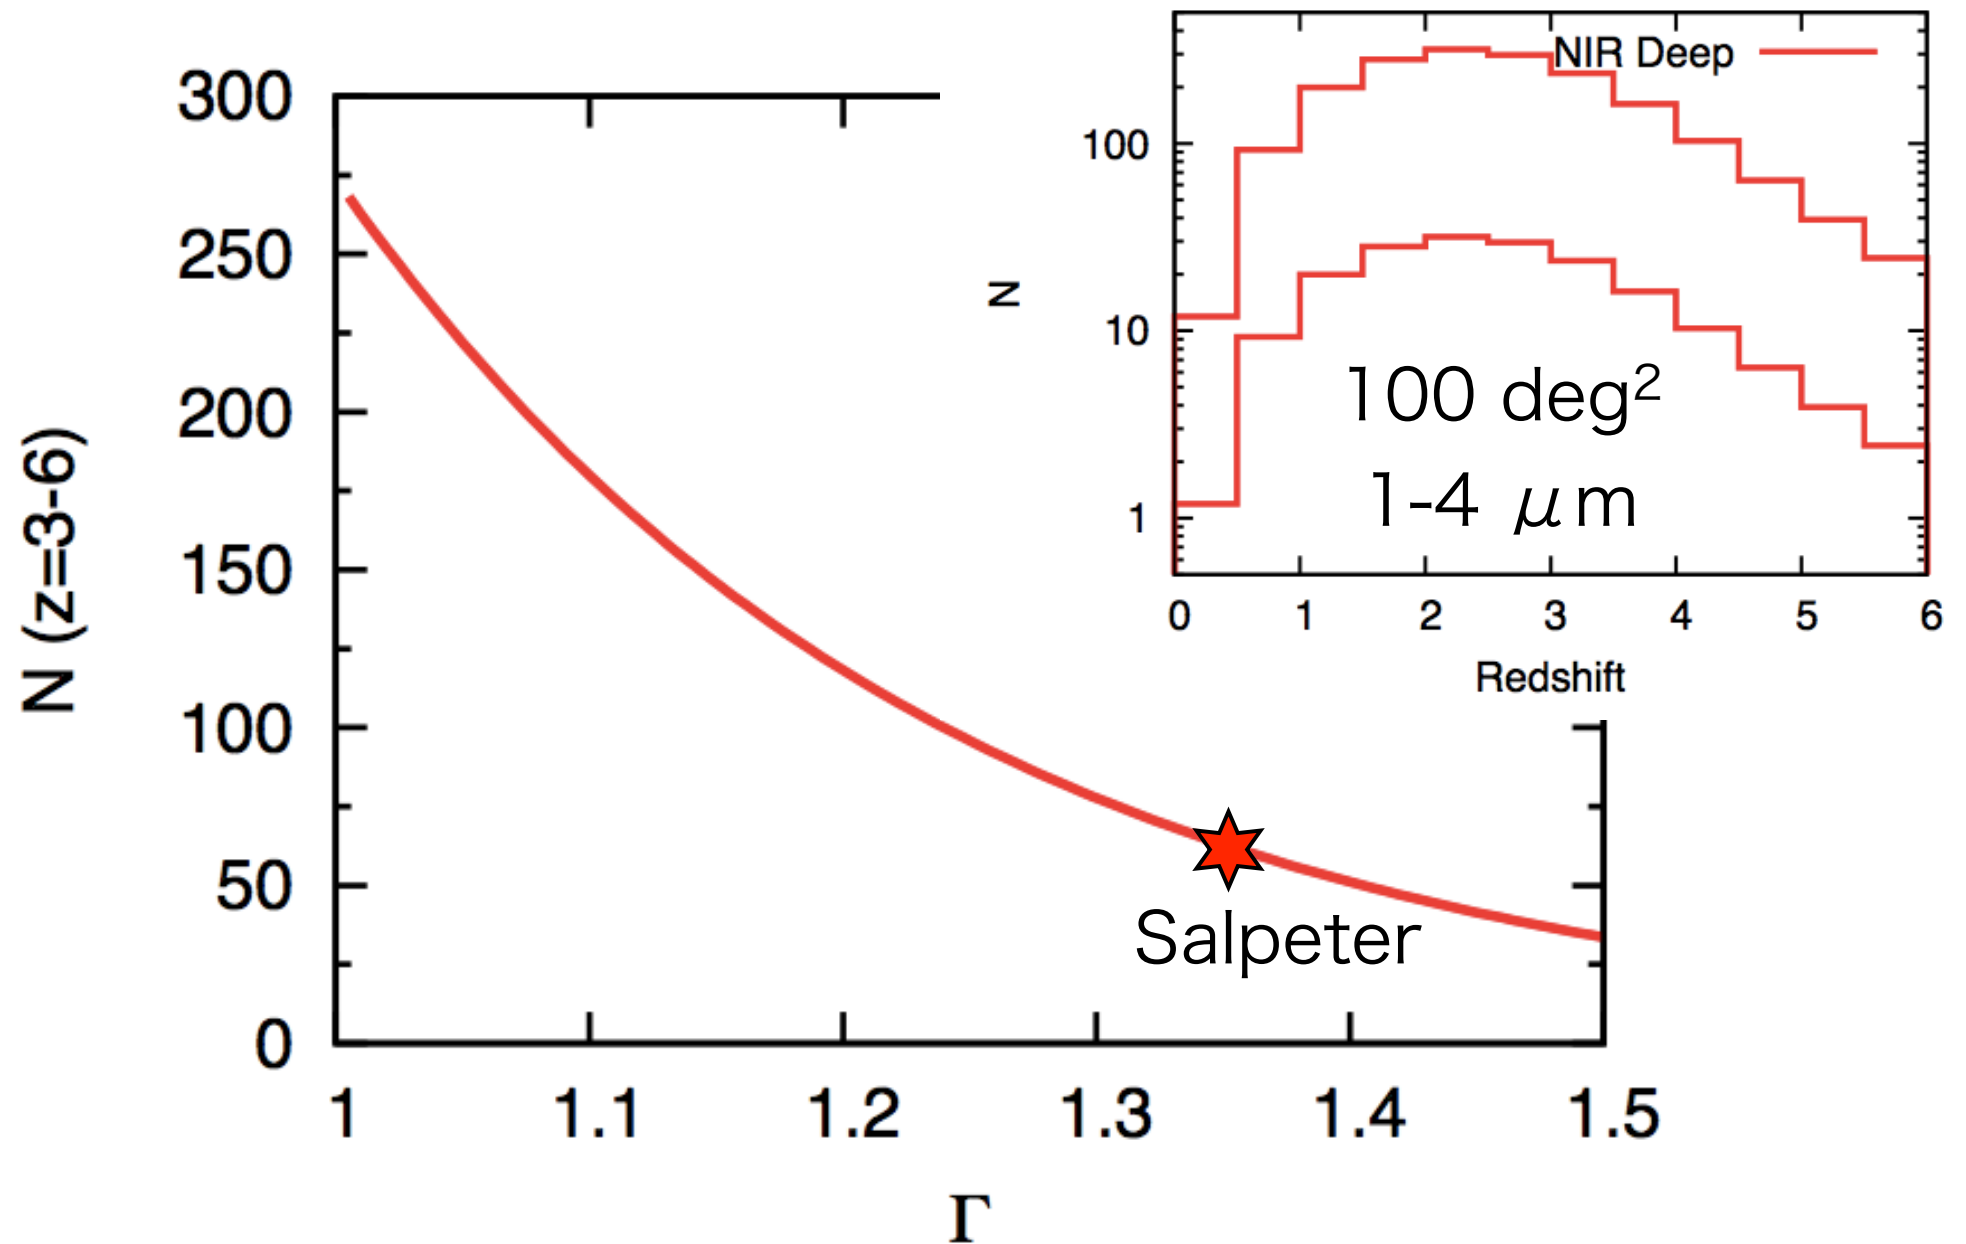 300
250
200
150
100
50
0
N (z=3-6)
1 1.1 1.2 1.3 1.4 1.5
Γ
Salpeter
NIR Deep
100
10
1
N
100 deg²
1-4 μm
0 1 2 3 4 5 6
Redshift